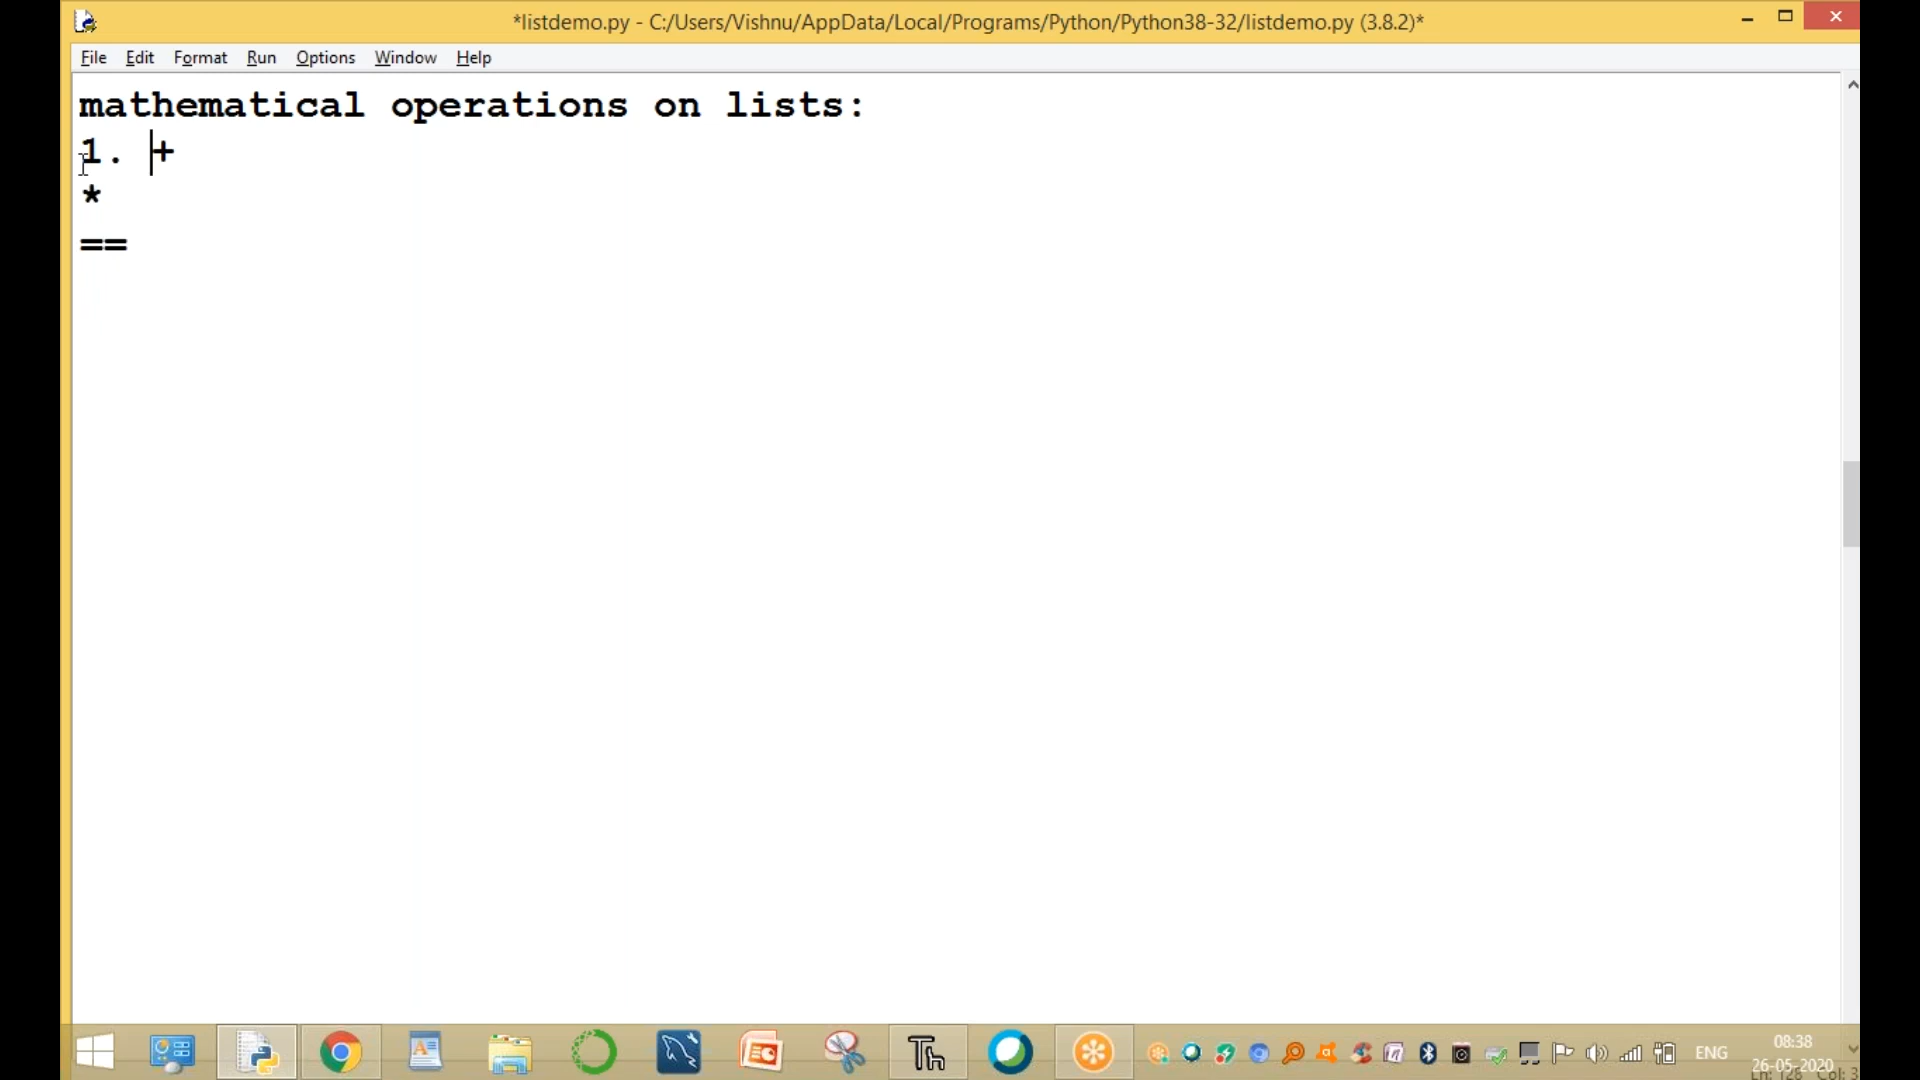 *listdemo.py - C:/Users/Vishnu/AppData/Local/Programs/Python/Python38-32/listdemo.py (3.8.2)*
File Edit Format Run Options Window Help
mathematical operations on lists:
1. +
*
==
ENG
08:38
26-05-2020